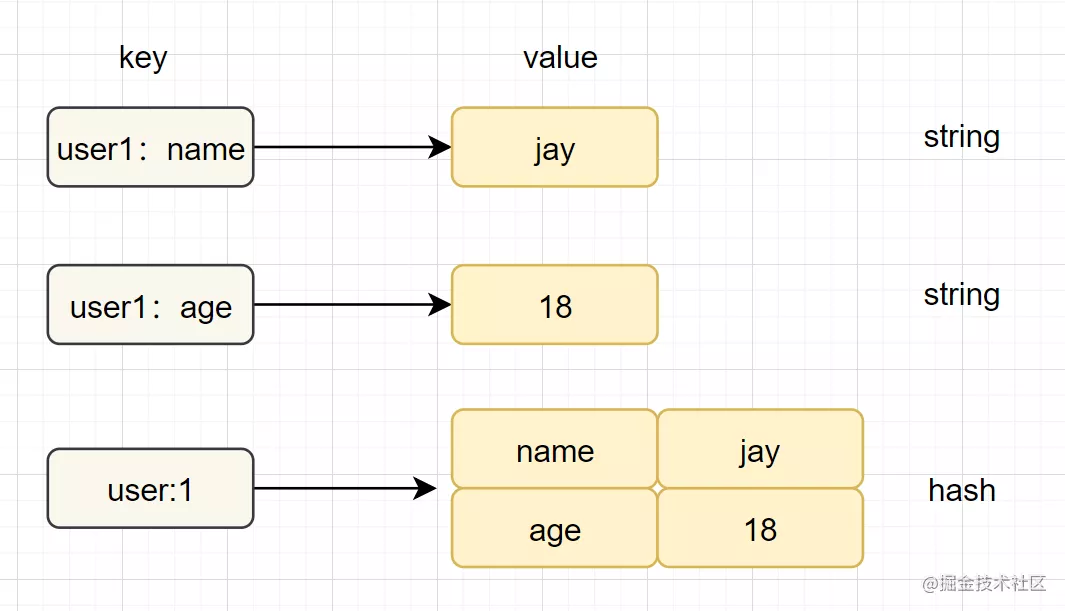 key value
user1：name jay string
user1：age 18 string
name jay
user:1 hash
age 18
@掘金技术社区